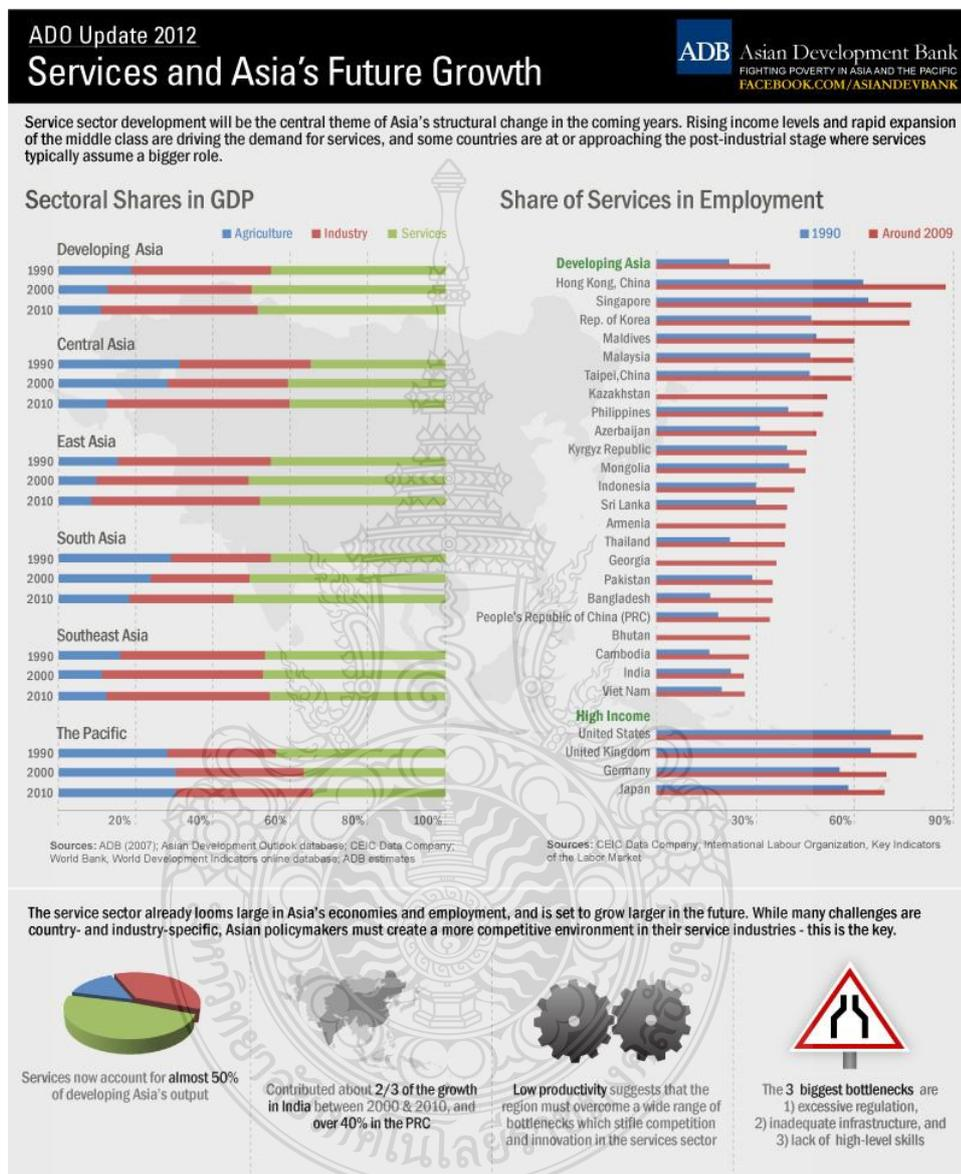 ADO Update 2012
Services and Asia's Future Growth
ADB Asian Development Bank
FIGHTING POVERTY IN ASIA AND THE PACIFIC
FACEBOOK.COM/ASIANDEVBANK
Service sector development will be the central theme of Asia's structural change in the coming years. Rising income levels and rapid expansion
of the middle class are driving the demand for services, and some countries are at or approaching the post-industrial stage where services
typically assume a bigger role.
Sectoral Shares in GDP
Agriculture Industry Services
Developing Asia
1990
2000
2010
Central Asia
1990
2000
2010
East Asia
1990
2000
2010
South Asia
1990
2000
2010
Southeast Asia
1990
2000
2010
The Pacific
1990
2000
2010
20% 40% 60% 80% 100%
Sources: ADB (2007); Asian Development Outlook database; CEIC Data Company;
World Bank, World Development Indicators online database; ADB estimates
Share of Services in Employment
1990 Around 2009
Developing Asia
Hong Kong, China
Singapore
Rep. of Korea
Maldives
Malaysia
Taipei,China
Kazakhstan
Philippines
Azerbaijan
Kyrgyz Republic
Mongolia
Indonesia
Sri Lanka
Armenia
Thailand
Georgia
Pakistan
Bangladesh
People's Republic of China (PRC)
Bhutan
Cambodia
India
Viet Nam
High Income
United States
United Kingdom
Germany
Japan
30% 60% 90%
Sources: CEIC Data Company, International Labour Organization, Key Indicators
of the Labor Market
The service sector already looms large in Asia's economies and employment, and is set to grow larger in the future. While many challenges are
country- and industry-specific, Asian policymakers must create a more competitive environment in their service industries - this is the key.
Services now account for almost 50%
of developing Asia's output
Contributed about 2/3 of the growth
in India between 2000 & 2010, and
over 40% in the PRC
Low productivity suggests that the
region must overcome a wide range of
bottlenecks which stifle competition
and innovation in the services sector
The 3 biggest bottlenecks are
1) excessive regulation,
2) inadequate infrastructure, and
3) lack of high-level skills